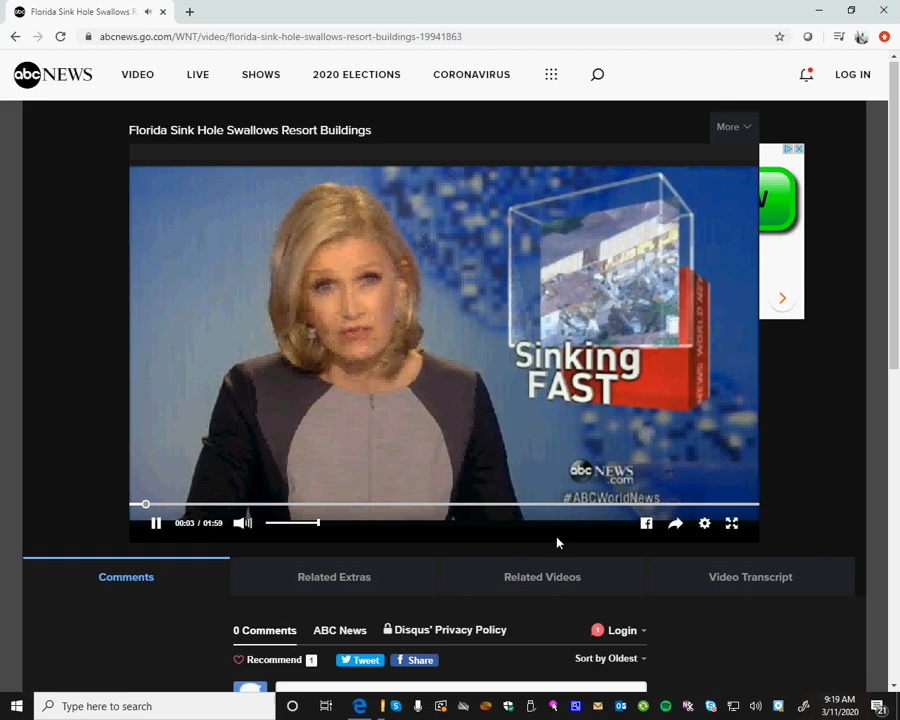 Florida Sink Hole Swallows R
abcnews.go.com/WNT/video/florida-sink-hole-swallows-resort-buildings-19941863
abc NEWS VIDEO LIVE SHOWS 2020 ELECTIONS CORONAVIRUS LOG IN
Florida Sink Hole Swallows Resort Buildings
More
Sinking
FAST
NEWS WORLD
abc NEWS
.com
#ABCWorldNews
00:03 / 01:59
Comments Related Extras Related Videos Video Transcript
0 Comments ABC News Disqus' Privacy Policy 1 Login
Recommend 1 Tweet Share Sort by Oldest
Type here to search
9:19 AM
3/11/2020
21